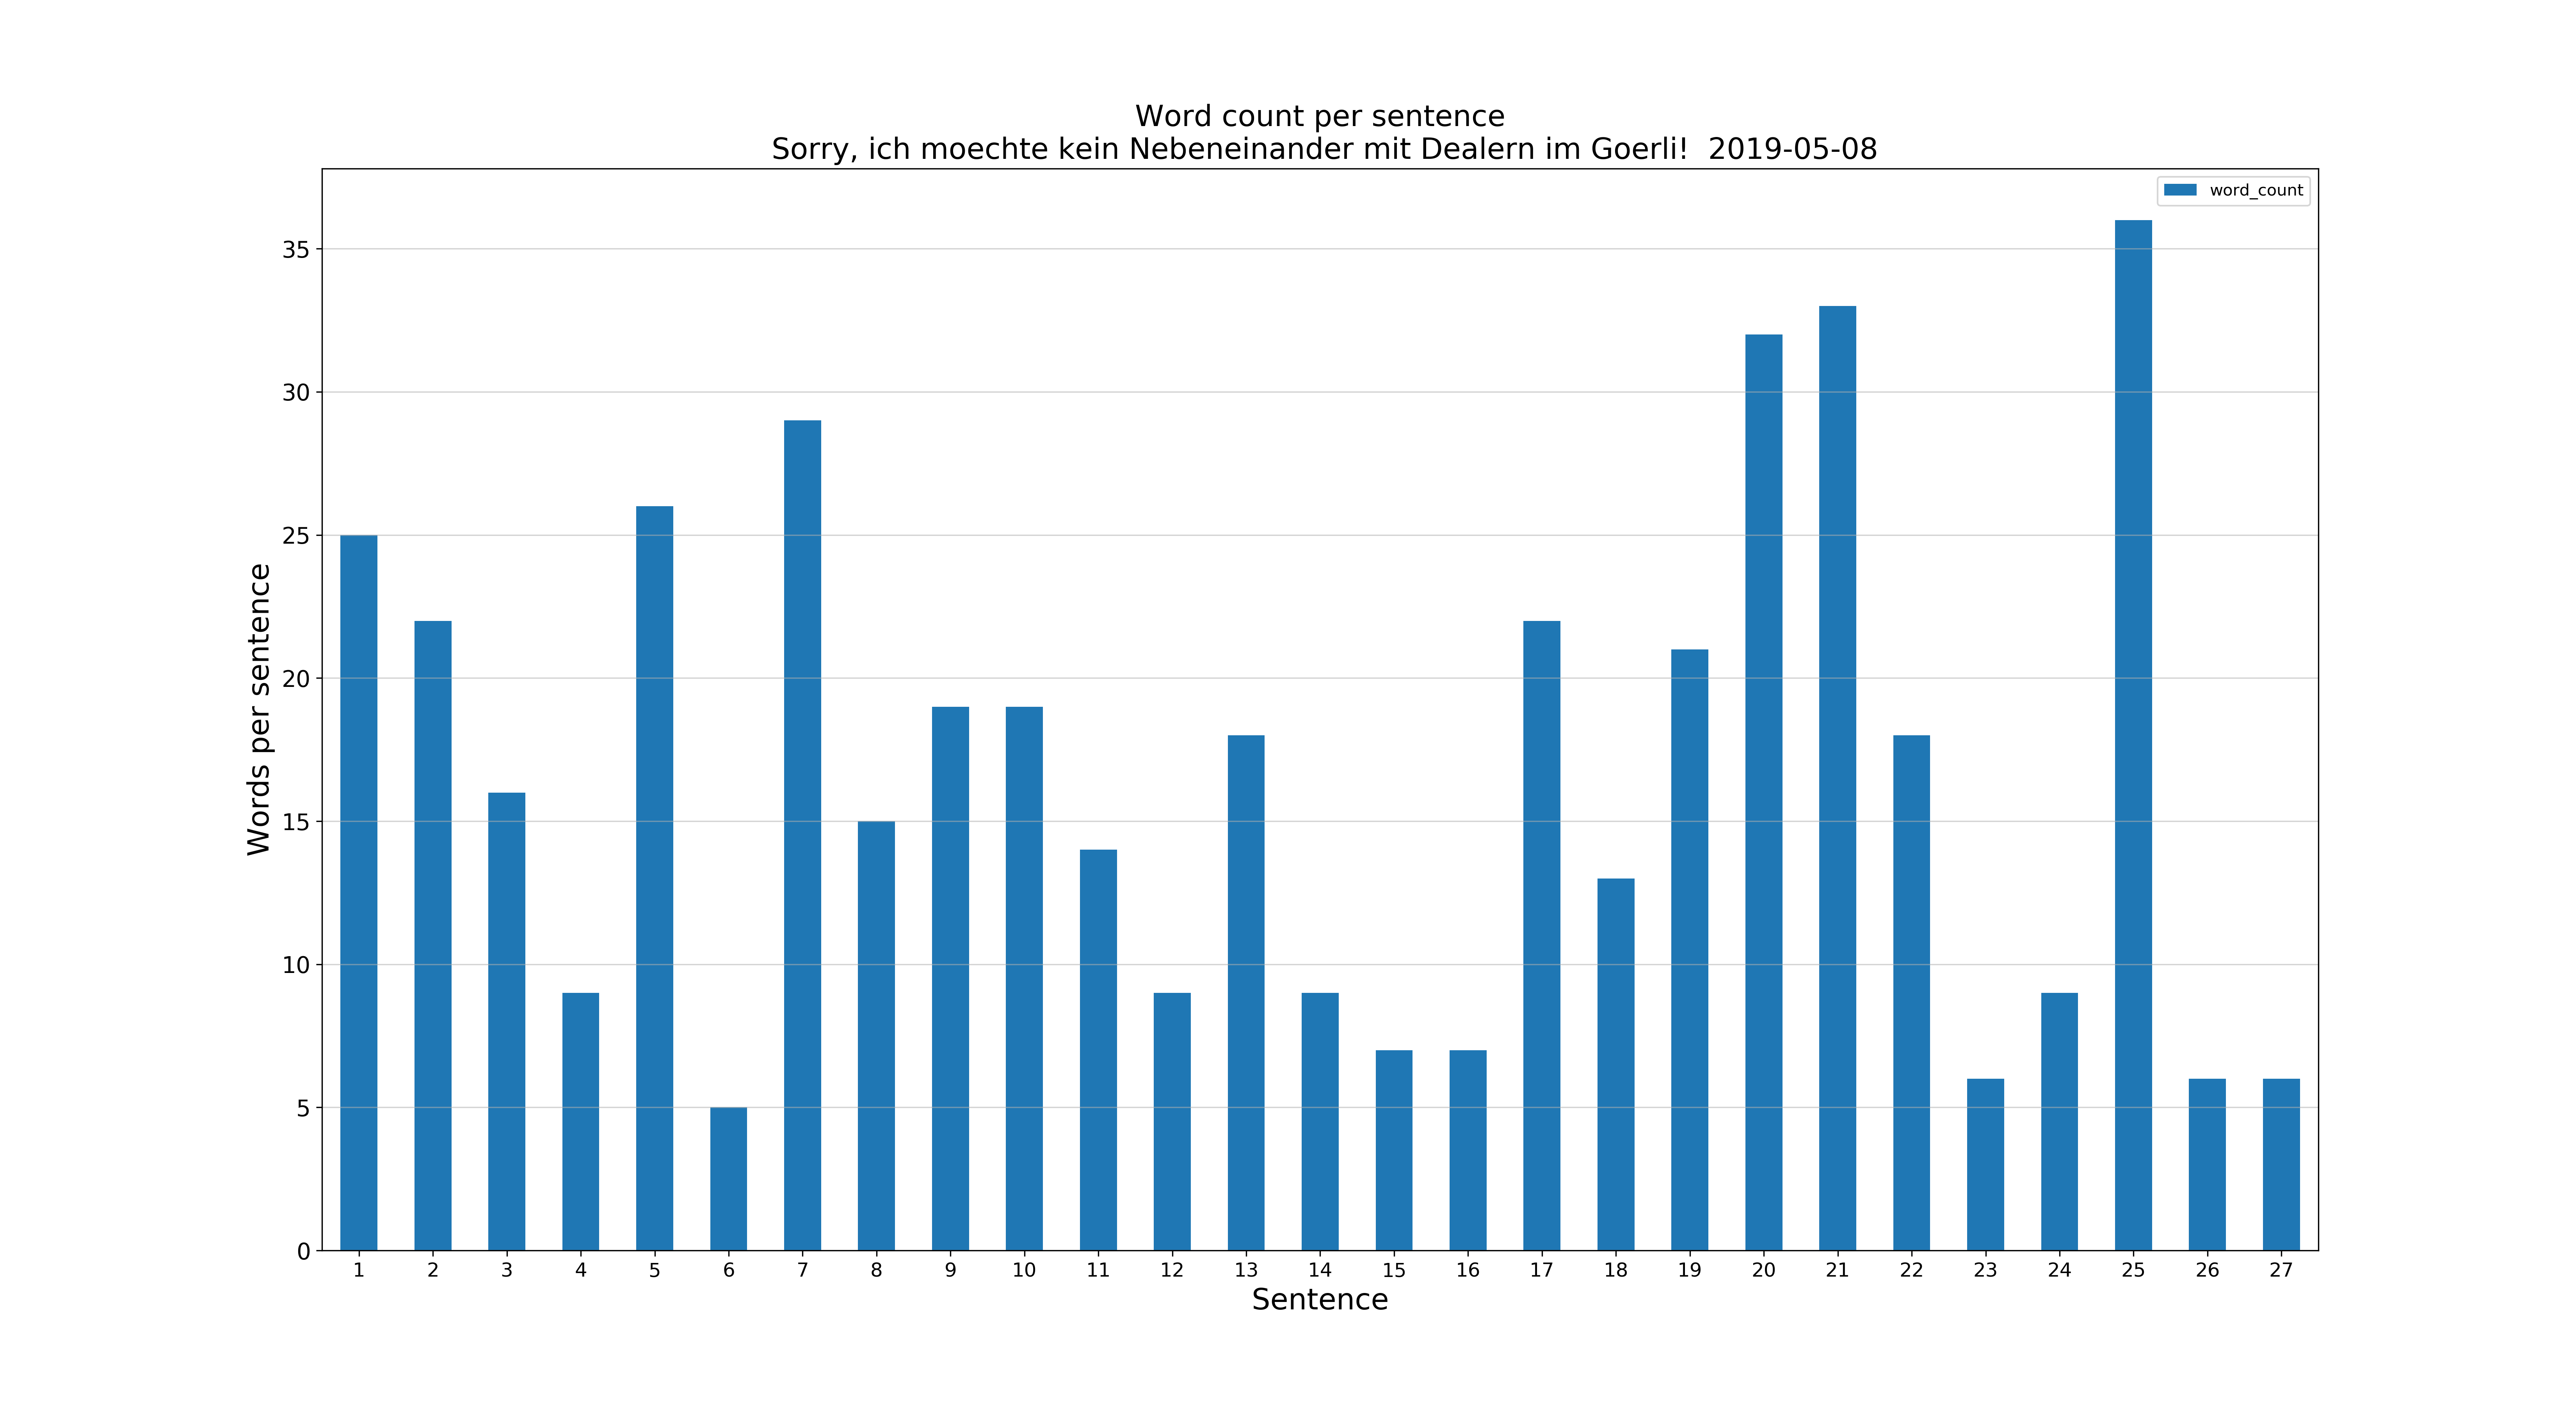 Word count per sentence
Sorry, ich moechte kein Nebeneinander mit Dealern im Goerli!  2019-05-08
word_count
35
30
25
20
15
10
5
0
Words per sentence
1 2 3 4 5 6 7 8 9 10 11 12 13 14 15 16 17 18 19 20 21 22 23 24 25 26 27
Sentence